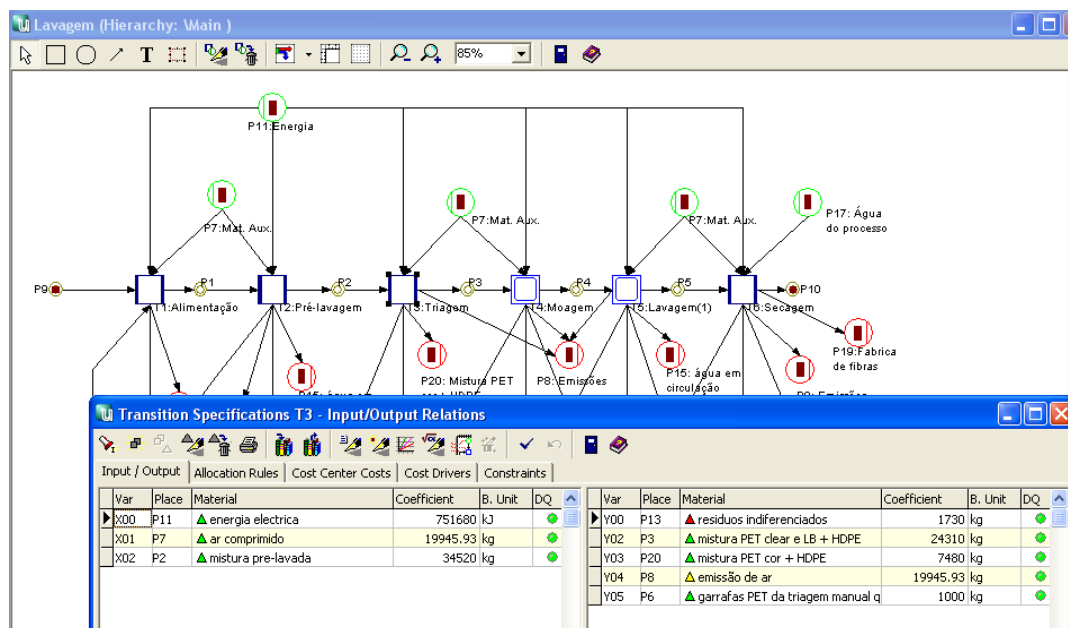 Lavagem (Hierarchy: \Main )
T
85%
P11:Energia
P7:Mat. Aux.
P7:Mat. Aux.
P7:Mat. Aux.
P17: Água
do processo
P9
P1
P2
P3
P4
P5
P10
T1:Alimentação
T2:Pré-lavagem
T3:Triagem
T4:Moagem
T5:Lavagem(1)
T6:Secagem
P20: Mistura PET
P8:Emissões
P15: água em
circulação
P19:Fabrica
de fibras
Transition Specifications T3 - Input/Output Relations
Input / Output
Allocation Rules
Cost Center Costs
Cost Drivers
Constraints
Var Place Material Coefficient B. Unit DQ
X00 P11 energia electrica 751680 kJ
X01 P7 ar comprimido 19945.93 kg
X02 P2 mistura pre-lavada 34520 kg
Var Place Material Coefficient B. Unit DQ
Y00 P13 residuos indiferenciados 1730 kg
Y02 P3 mistura PET clear e LB + HDPE 24310 kg
Y03 P20 mistura PET cor + HDPE 7480 kg
Y04 P8 emissão de ar 19945.93 kg
Y05 P6 garrafas PET da triagem manual q 1000 kg